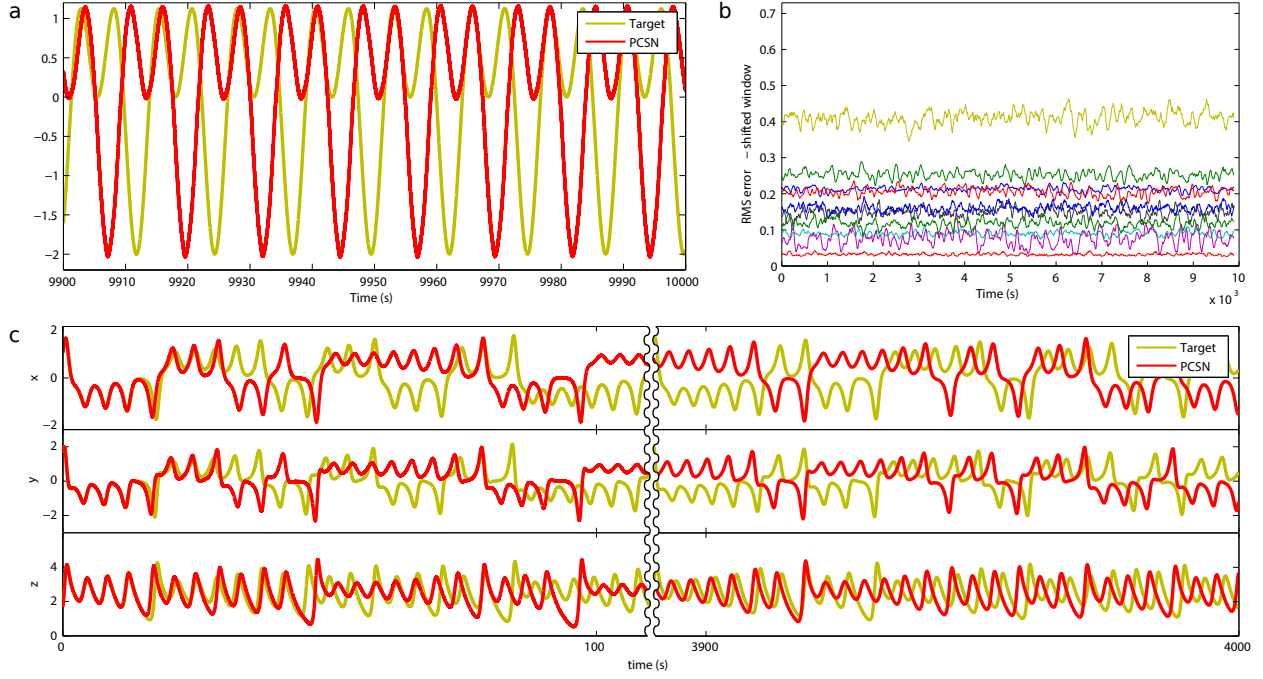 a
1
0.5
0
−0.5
−1
−1.5
−2
9900 9910 9920 9930 9940 9950 9960 9970 9980 9990 10000
Time (s)
Target
PCSN
b
0.7
0.6
0.5
0.4
0.3
0.2
0.1
0
RMS error − shifted window
0 1 2 3 4 5 6 7 8 9 10
Time (s)
x 10 3
c
2
0
−2
x
Target
PCSN
2
0
−2
y
4
2
0
z
0 100 3900 4000
time (s)